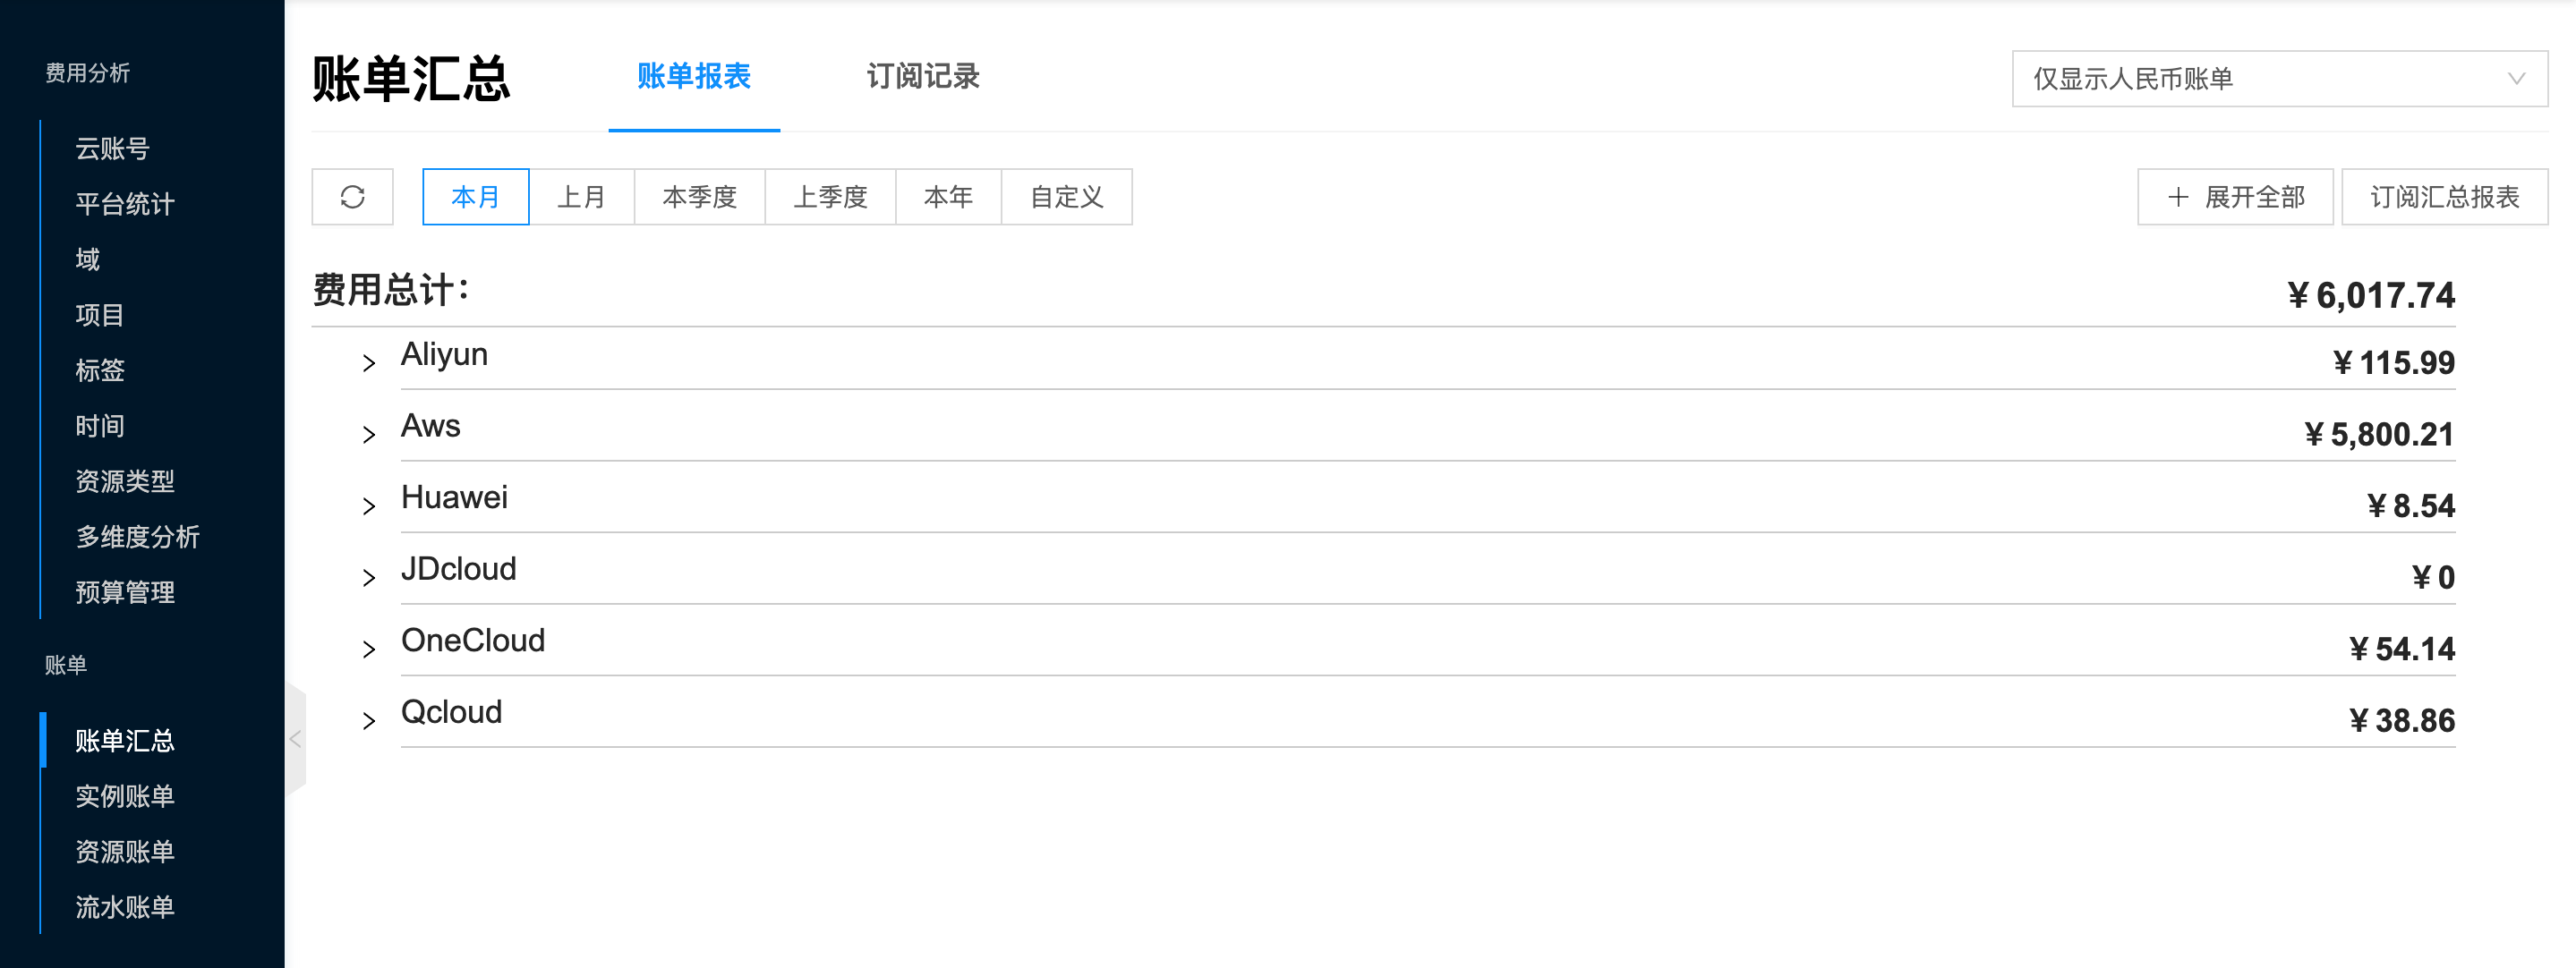 费用分析
云账号
平台统计
域
项目
标签
时间
资源类型
多维度分析
预算管理
账单
账单汇总
实例账单
资源账单
流水账单
账单汇总 账单报表 订阅记录 仅显示人民币账单
本月 上月 本季度 上季度 本年 自定义 展开全部 订阅汇总报表
费用总计: ¥ 6,017.74
Aliyun ¥ 115.99
Aws ¥ 5,800.21
Huawei ¥ 8.54
JDcloud ¥ 0
OneCloud ¥ 54.14
Qcloud ¥ 38.86